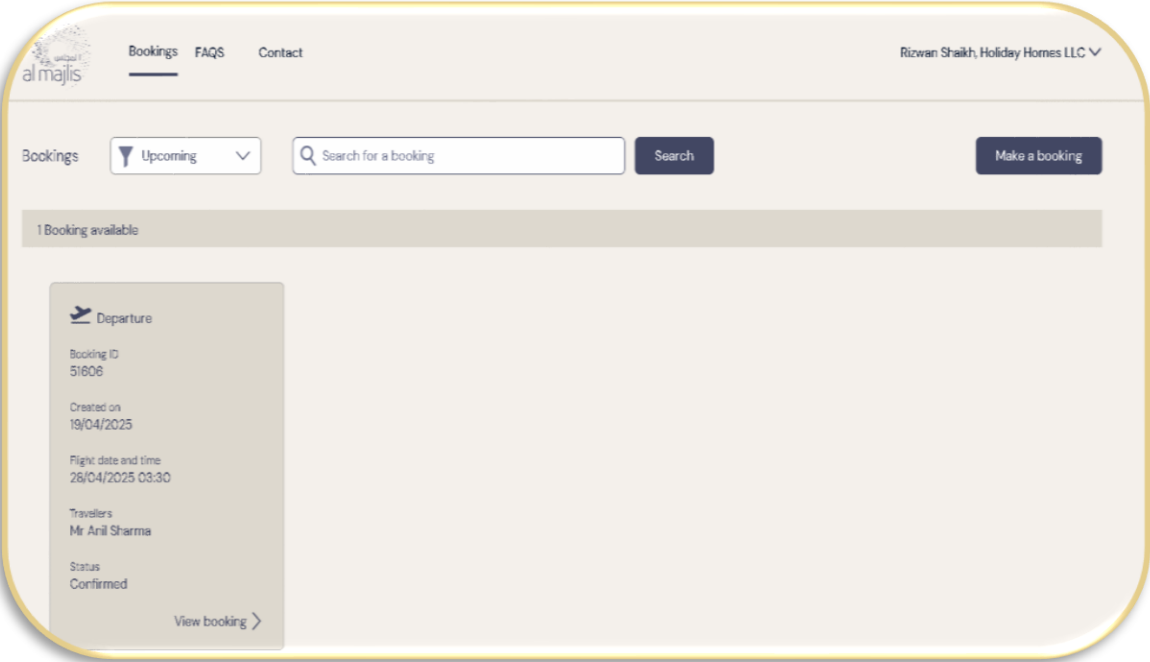 المجلس
al majlis
Bookings FAQS Contact
Rizwan Shaikh, Holiday Homes LLC
Bookings
Upcoming
Search for a booking
Search
Make a booking
1 Booking available
Departure
Booking ID
51606
Created on
19/04/2025
Flight date and time
28/04/2025 03:30
Travellers
Mr Anil Sharma
Status
Confirmed
View booking